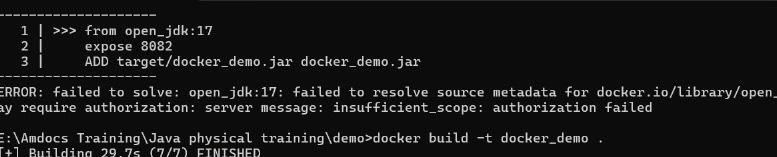 --------------------
1 | >>> from open_jdk:17
2 |     expose 8082
3 |     ADD target/docker_demo.jar docker_demo.jar
--------------------
ERROR: failed to solve: open_jdk:17: failed to resolve source metadata for docker.io/library/open_
ay require authorization: server message: insufficient_scope: authorization failed
E:\Amdocs Training\Java physical training\demo>docker build -t docker_demo .
[+] Building 29.7s (7/7) FINISHED